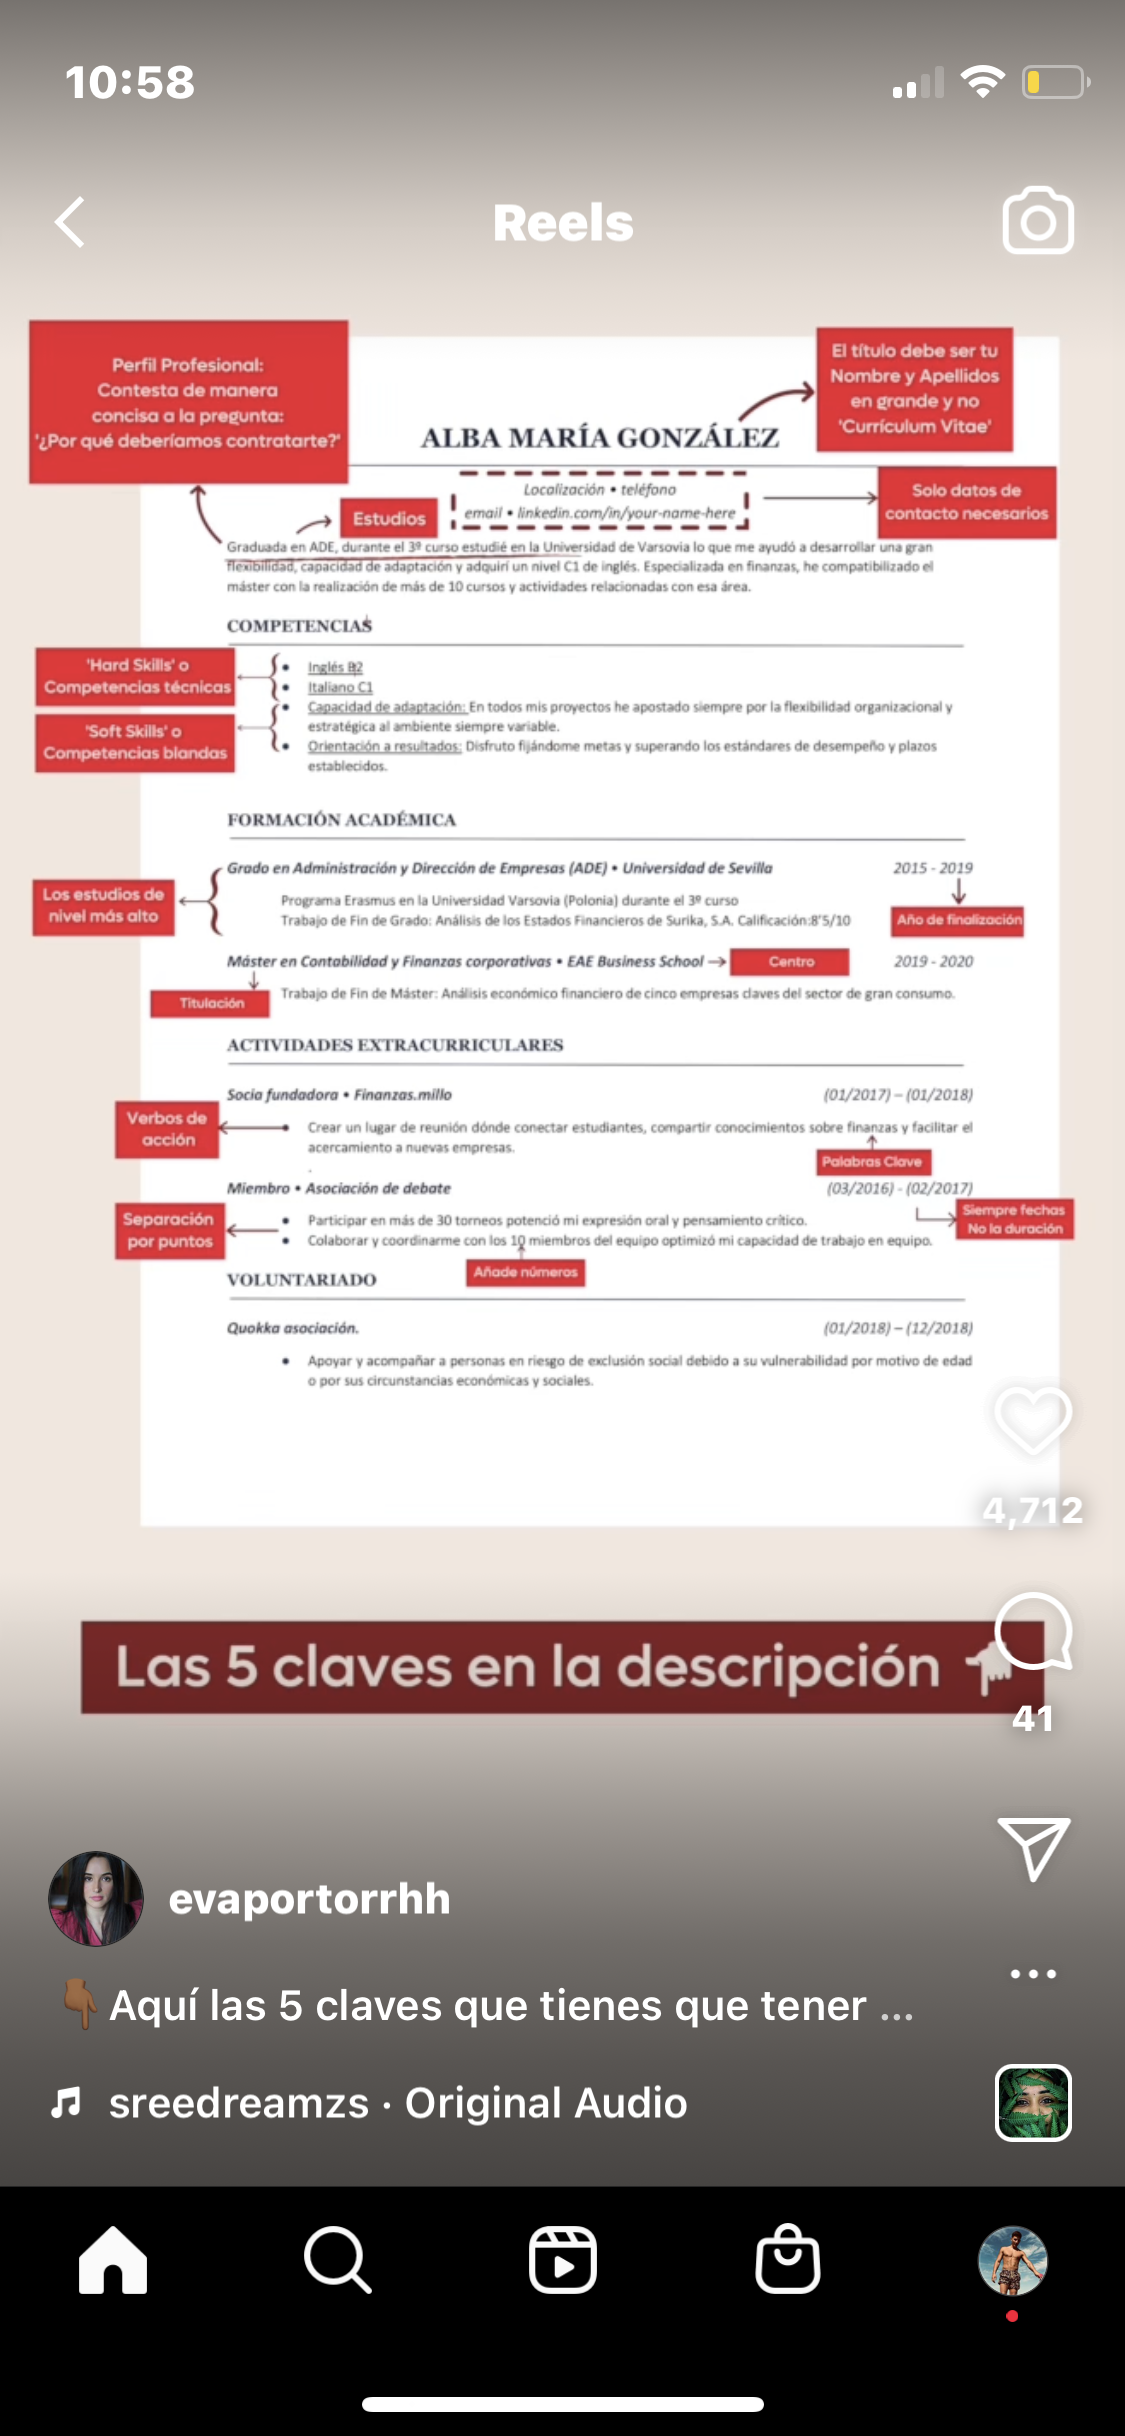 10:58
Reels
Perfil Profesional:
Contesta de manera
concisa a la pregunta:
'¿Por qué deberíamos contratarte?'
El título debe ser tu
Nombre y Apellidos
en grande y no
'Currículum Vitae'
ALBA MARÍA GONZÁLEZ
Localización • teléfono
email • linkedin.com/in/your-name-here
Solo datos de
contacto necesarios
Estudios
Graduada en ADE, durante el 3º curso estudié en la Universidad de Varsovia lo que me ayudó a desarrollar una gran
flexibilidad, capacidad de adaptación y adquirí un nivel C1 de inglés. Especializada en finanzas, he compatibilizado el
máster con la realización de más de 10 cursos y actividades relacionadas con esa área.
COMPETENCIAS
'Hard Skills' o
Competencias técnicas
'Soft Skills' o
Competencias blandas
• Inglés B2
• Italiano C1
• Capacidad de adaptación: En todos mis proyectos he apostado siempre por la flexibilidad organizacional y
estratégica al ambiente siempre variable.
• Orientación a resultados: Disfruto fijándome metas y superando los estándares de desempeño y plazos
establecidos.
FORMACIÓN ACADÉMICA
Los estudios de
nivel más alto
Grado en Administración y Dirección de Empresas (ADE) • Universidad de Sevilla 2015 - 2019
Programa Erasmus en la Universidad Varsovia (Polonia) durante el 3º curso
Trabajo de Fin de Grado: Análisis de los Estados Financieros de Surika, S.A. Calificación:8'5/10
Año de finalización
Máster en Contabilidad y Finanzas corporativas • EAE Business School Centro 2019 - 2020
Titulación
Trabajo de Fin de Máster: Análisis económico financiero de cinco empresas claves del sector de gran consumo.
ACTIVIDADES EXTRACURRICULARES
Socia fundadora • Finanzas.millo (01/2017) – (01/2018)
Verbos de
acción
• Crear un lugar de reunión dónde conectar estudiantes, compartir conocimientos sobre finanzas y facilitar el
acercamiento a nuevas empresas.
.
Palabras Clave
Miembro • Asociación de debate (03/2016) - (02/2017)
Separación
por puntos
Siempre fechas
No la duración
• Participar en más de 30 torneos potenció mi expresión oral y pensamiento crítico.
• Colaborar y coordinarme con los 10 miembros del equipo optimizó mi capacidad de trabajo en equipo.
Añade números
VOLUNTARIADO
Quokka asociación. (01/2018) – (12/2018)
• Apoyar y acompañar a personas en riesgo de exclusión social debido a su vulnerabilidad por motivo de edad
o por sus circunstancias económicas y sociales.
4,712
Las 5 claves en la descripción
41
evaportorrhh
👇🏾Aquí las 5 claves que tienes que tener ...
sreedreamzs · Original Audio